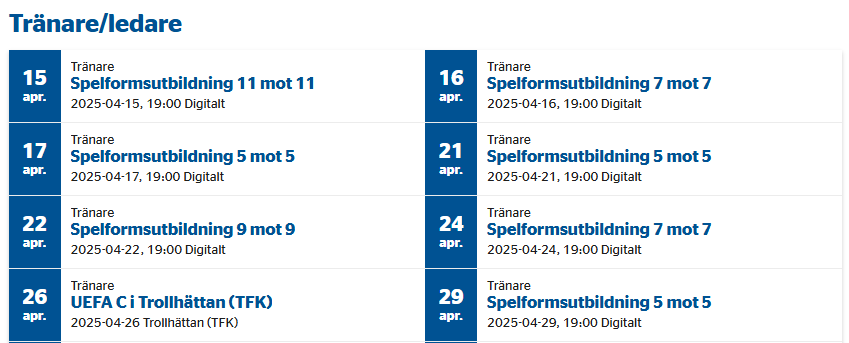 Tränare/ledare
15
apr.
Tränare
Spelformsutbildning 11 mot 11
2025-04-15, 19:00 Digitalt
16
apr.
Tränare
Spelformsutbildning 7 mot 7
2025-04-16, 19:00 Digitalt
17
apr.
Tränare
Spelformsutbildning 5 mot 5
2025-04-17, 19:00 Digitalt
21
apr.
Tränare
Spelformsutbildning 5 mot 5
2025-04-21, 19:00 Digitalt
22
apr.
Tränare
Spelformsutbildning 9 mot 9
2025-04-22, 19:00 Digitalt
24
apr.
Tränare
Spelformsutbildning 7 mot 7
2025-04-24, 19:00 Digitalt
26
apr.
Tränare
UEFA C i Trollhättan (TFK)
2025-04-26 Trollhättan (TFK)
29
apr.
Tränare
Spelformsutbildning 5 mot 5
2025-04-29, 19:00 Digitalt